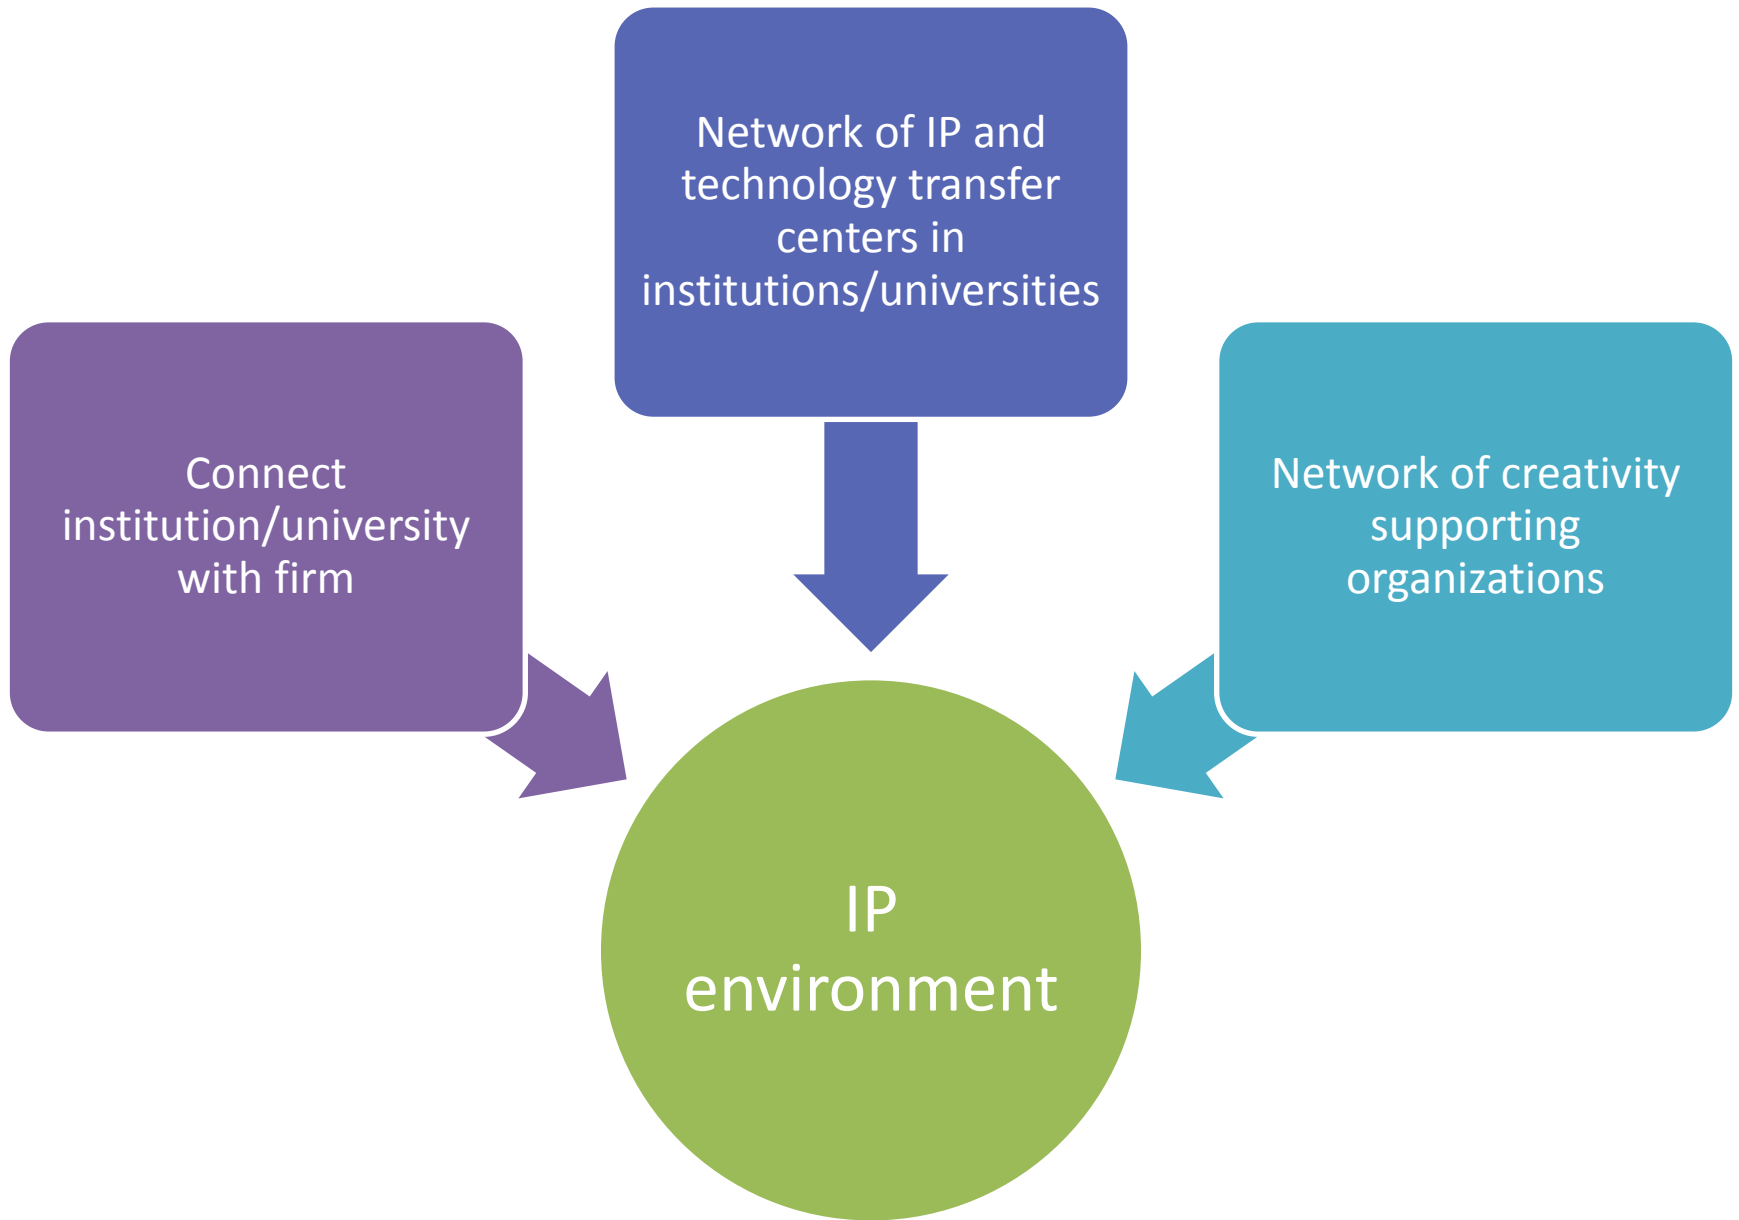 Network of IP and
technology transfer
centers in
institutions/universities
Connect
institution/university
with firm
Network of creativity
supporting
organizations
IP
environment